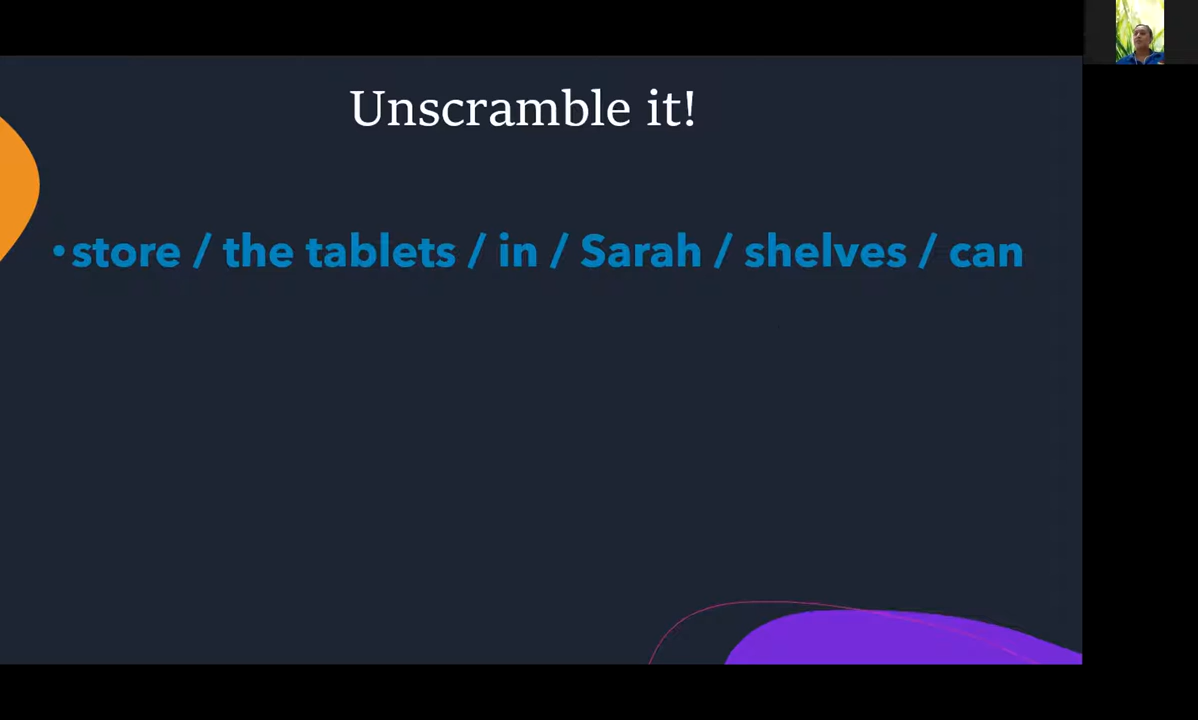 Unscramble it!
•store / the tablets / in / Sarah / shelves / can